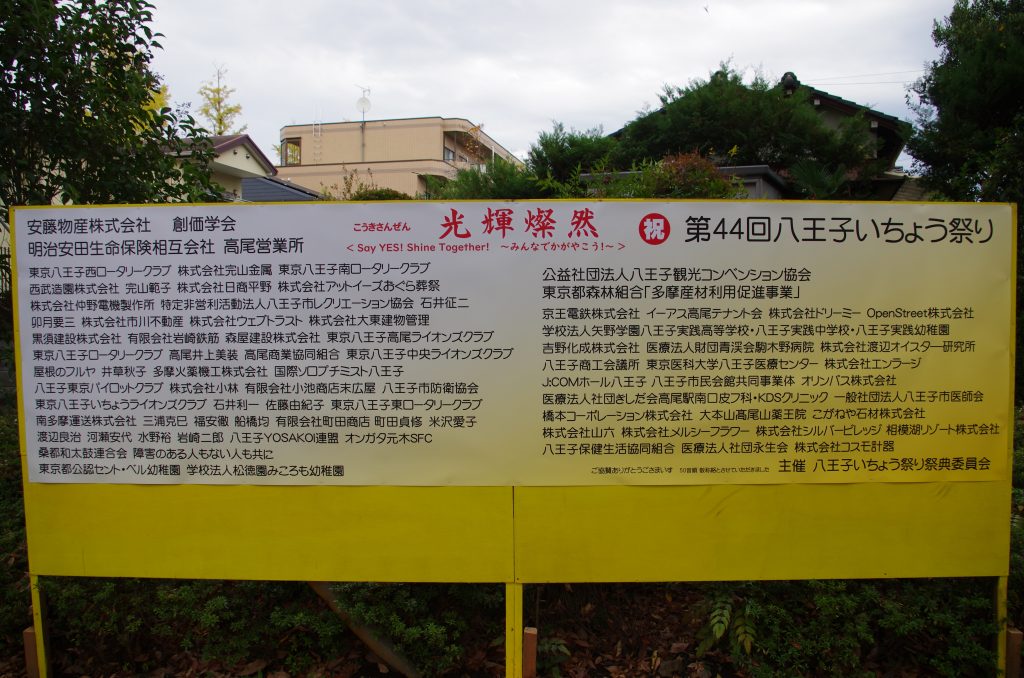 安藤物産株式会社 創価学会
明治安田生命保険相互会社 高尾営業所
こうきさんぜん 光輝燦然
< Say YES! Shine Together! ～みんなでかがやこう!～ >
祝 第44回八王子いちょう祭り
東京八王子西ロータリークラブ 株式会社完山金属 東京八王子南ロータリークラブ
西武造園株式会社 完山範子 株式会社日商平野 株式会社アットイーズおぐら葬祭
株式会社仲野電機製作所 特定非営利活動法人八王子市レクリエーション協会 石井征二
卯月要三 株式会社市川不動産 株式会社ウェブトラスト 株式会社大東建物管理
黒須建設株式会社 有限会社岩崎鉄筋 森屋建設株式会社 東京八王子高尾ライオンズクラブ
東京八王子ロータリークラブ 高尾井上美装 高尾商業協同組合 東京八王子中央ライオンズクラブ
屋根のフルヤ 井草秋子 多摩火薬機工株式会社 国際ソロプチミスト八王子
八王子東京パイロットクラブ 株式会社小林 有限会社小池商店末広屋 八王子市防衛協会
東京八王子いちょうライオンズクラブ 石井利一 佐藤由紀子 東京八王子東ロータリークラブ
南多摩運送株式会社 三浦克巳 福安徹 船橋均 有限会社町田商店 町田貞修 米沢愛子
渡辺良治 河瀬安代 水野裕 岩崎二郎 八王子YOSAKOI連盟 オンガタ元木SFC
桑都和太鼓連合会 障害のある人もない人も共に
東京都公認セント・ベル幼稚園 学校法人松徳園みころも幼稚園
公益社団法人八王子観光コンベンション協会
東京都森林組合「多摩産材利用促進事業」
京王電鉄株式会社 イーアス高尾テナント会 株式会社ドリーミー OpenStreet株式会社
学校法人矢野学園八王子実践高等学校・八王子実践中学校・八王子実践幼稚園
吉野化成株式会社 医療法人財団青渓会駒木野病院 株式会社渡辺オイスター研究所
八王子商工会議所 東京医科大学八王子医療センター 株式会社エンラージ
J:COMホール八王子 八王子市民会館共同事業体 オリンパス株式会社
医療法人社団きしだ会高尾駅南口皮フ科・KDSクリニック 一般社団法人八王子市医師会
橋本コーポレーション株式会社 大本山髙尾山薬王院 こがねや石材株式会社
株式会社山六 株式会社メルシーフラワー 株式会社シルバービレッジ 相模湖リゾート株式会社
八王子保健生活協同組合 医療法人社団永生会 株式会社コスモ計器
ご協賛ありがとうございます 50音順 敬称略とさせていただきました 主催 八王子いちょう祭り祭典委員会